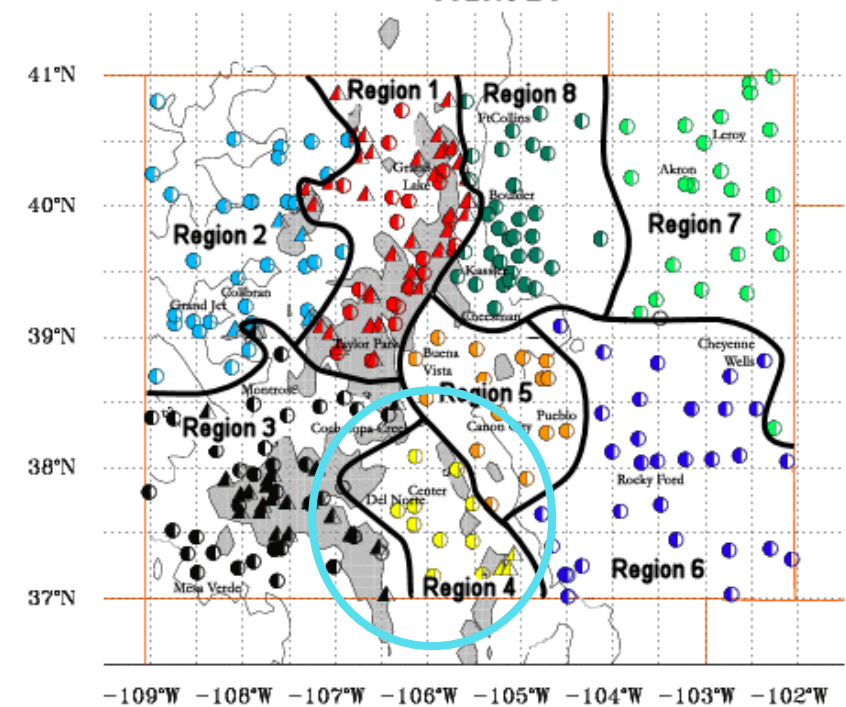 41°N
Region 1
Region 8
FtCollins
Leroy
Grand
Lake
Akron
40°N
Boulder
Region 2
Region 7
Kassler
Collbran
Grand Jct
Cheesman
39°N
Taylor Park
Buena
Vista
Cheyenne
Wells
Montrose
Region 5
Region 3
Cochetopa Creek
Canon City
Pueblo
38°N
Rocky Ford
Center
Del Norte
Mesa Verde
Region 4
Region 6
37°N
-109°W -108°W -107°W -106°W -105°W -104°W -103°W -102°W